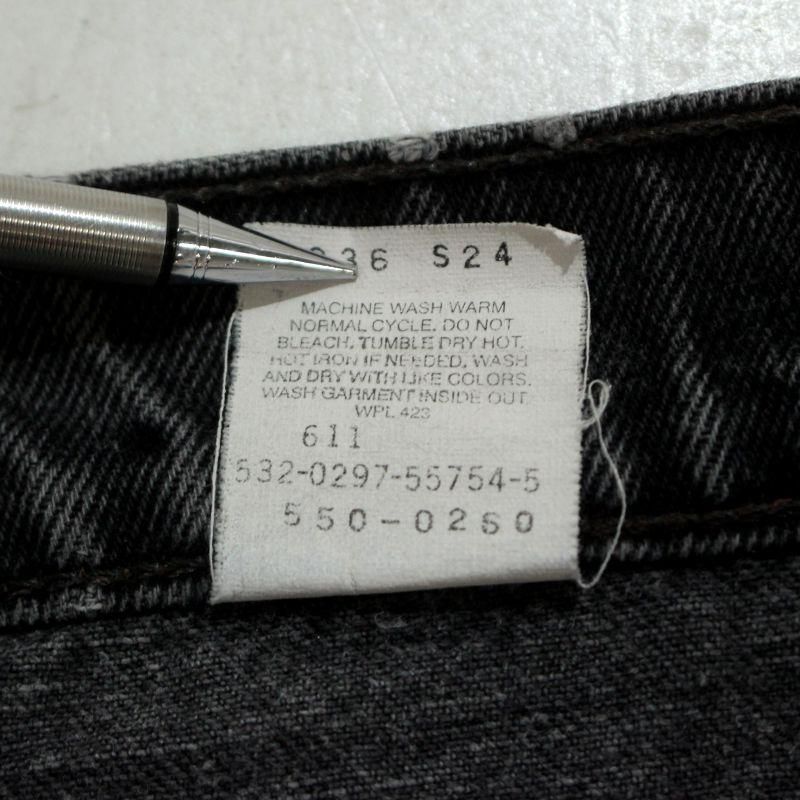 36 S24
MACHINE WASH WARM
NORMAL CYCLE. DO NOT
BLEACH. TUMBLE DRY HOT.
HOT IRON IF NEEDED. WASH
AND DRY WITH LIKE COLORS.
WASH GARMENT INSIDE OUT.
WPL 423
611
532-0297-55754-5
550-0260